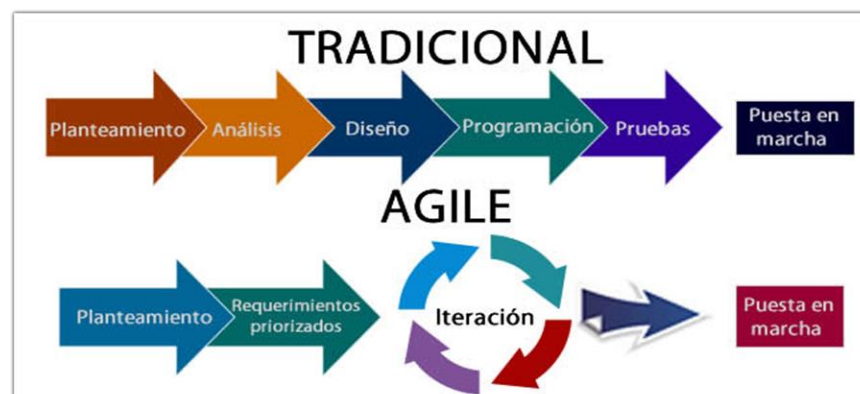 TRADICIONAL
Planteamiento
Análisis
Diseño
Programación
Pruebas
Puesta en
marcha
AGILE
Planteamiento
Requerimientos
priorizados
Iteración
Puesta en
marcha